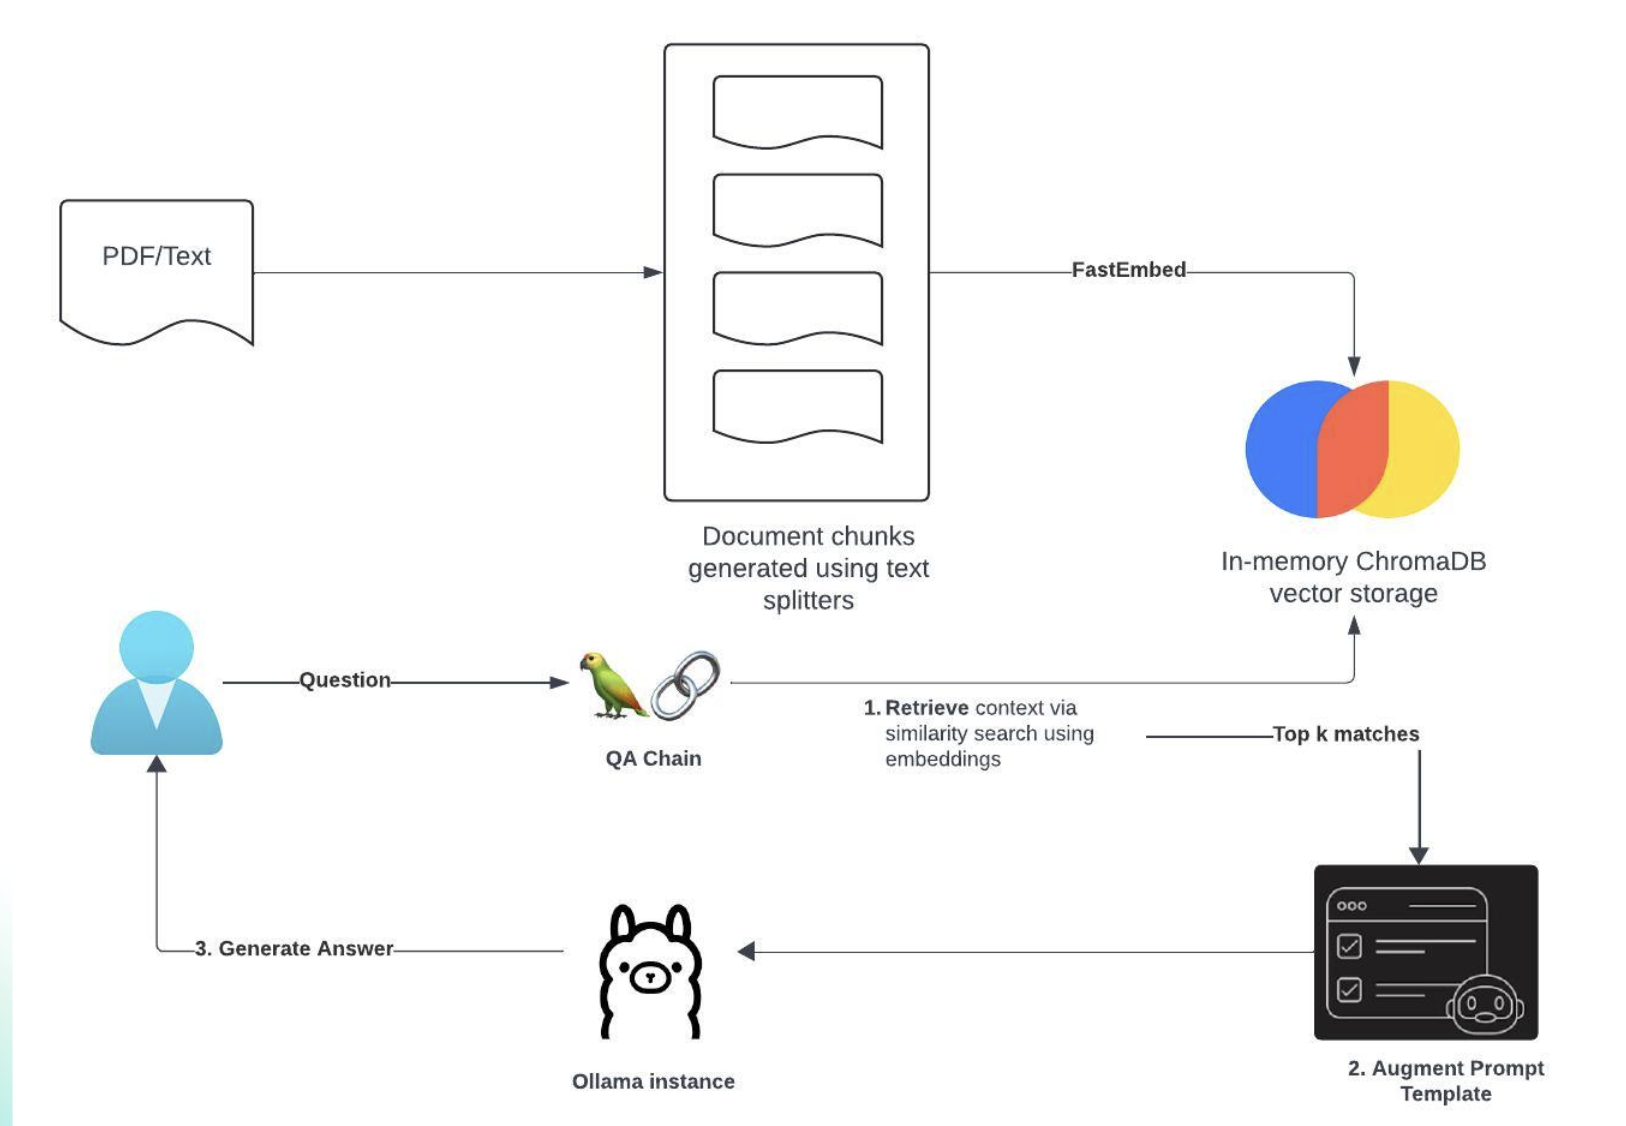 PDF/Text
FastEmbed
Document chunks
generated using text
splitters
In-memory ChromaDB
vector storage
Question
QA Chain
1. Retrieve context via
similarity search using
embeddings
Top k matches
3. Generate Answer
Ollama instance
2. Augment Prompt
Template